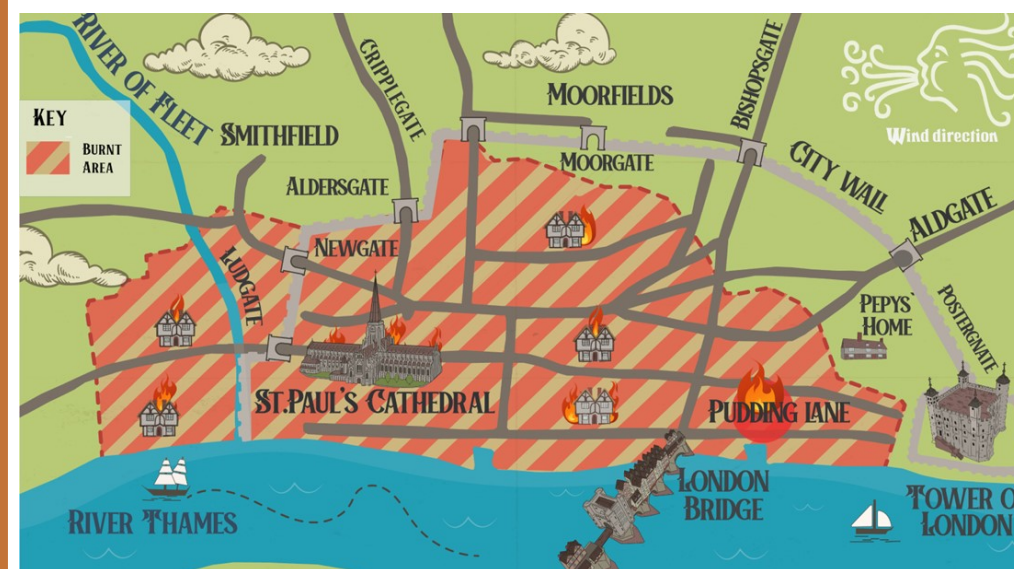 RIVER OF FLEET
KEY
BURNT
AREA
SMITHFIELD
CRIPPLEGATE
MOORFIELDS
MOORGATE
BISHOPSGATE
Wind direction
CITY WALL
ALDGATE
ALDERSGATE
NEWGATE
LUDGATE
PEPYS'
HOME
POSTERGNATE
ST.PAUL'S CATHEDRAL
PUDDING LANE
LONDON
BRIDGE
RIVER THAMES
TOWER O
LONDON